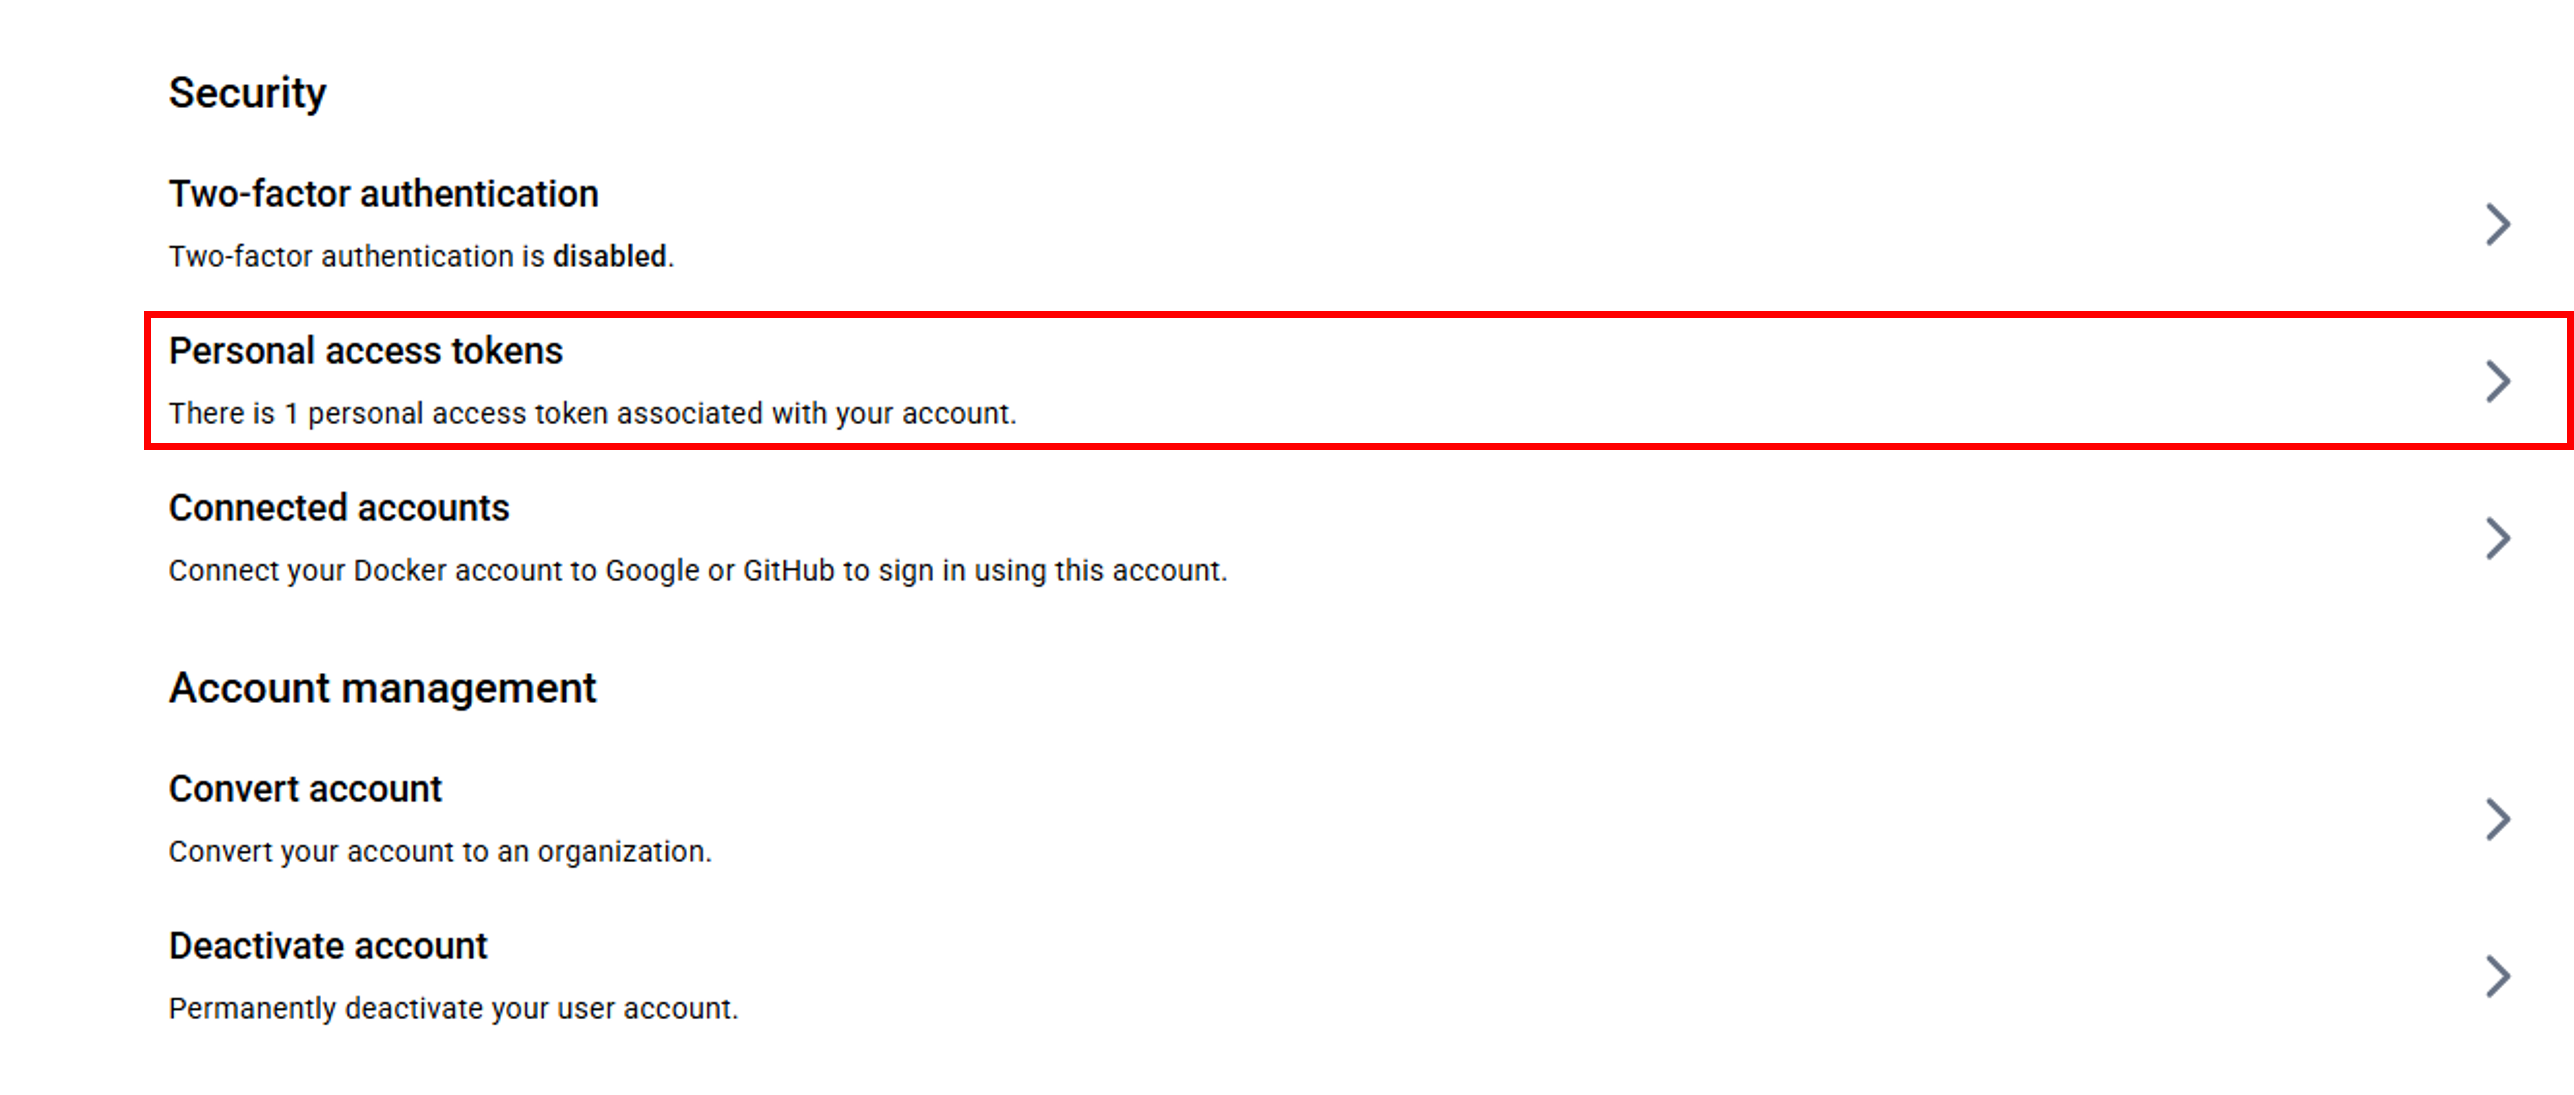 Security
Two-factor authentication
Two-factor authentication is disabled.
Personal access tokens
There is 1 personal access token associated with your account.
Connected accounts
Connect your Docker account to Google or GitHub to sign in using this account.
Account management
Convert account
Convert your account to an organization.
Deactivate account
Permanently deactivate your user account.